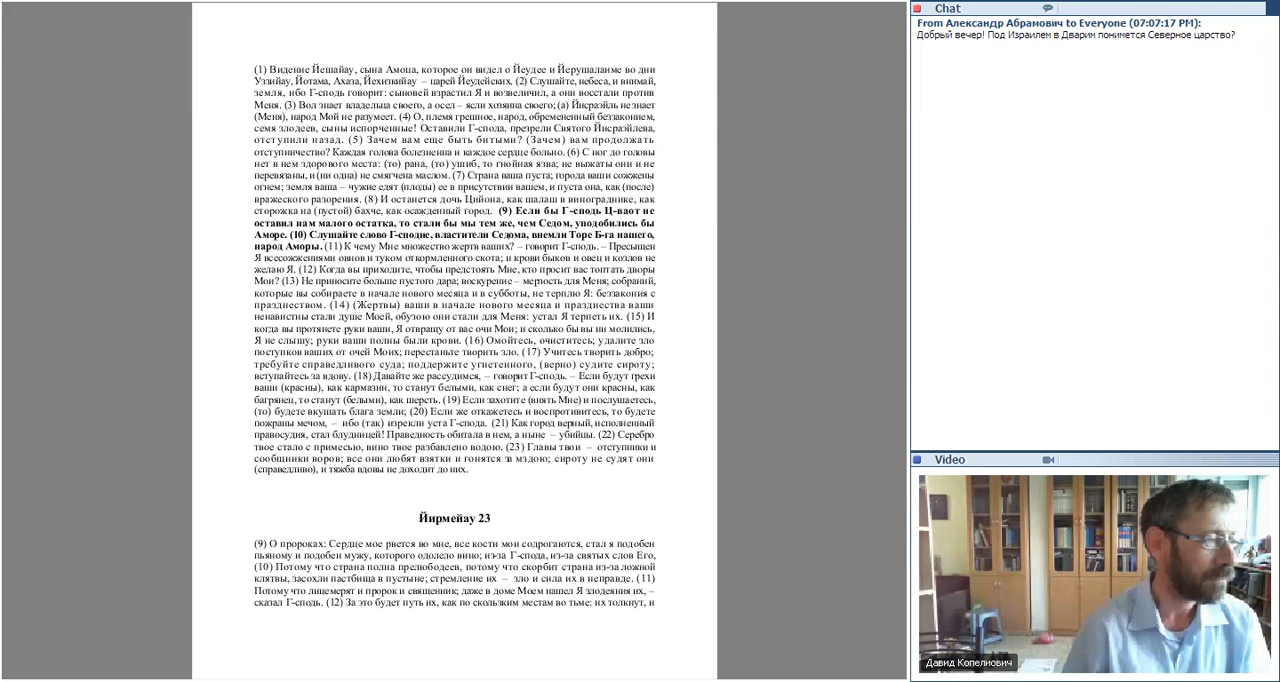 (1) Видение Йешайау, сына Амоца, которое он видел о Йеудее и Йерушалаиме во дни
Уззийау, Йотама, Ахаза, Йехизкийау – царей Йеудейских. (2) Слушайте, небеса, и внимай,
земля, ибо Г-сподь говорит: сыновей взрастил Я и возвеличил, а они восстали против
Меня. (3) Вол знает владельца своего, а осел – ясли хозяина своего; (а) Йисраэйль не знает
(Меня), народ Мой не разумеет. (4) О, племя грешное, народ, обремененный беззаконием,
семя злодеев, сыны испорченные! Оставили Г-спода, презрели Святого Йисраэйлева,
отступили назад. (5) Зачем вам еще быть битыми? (Зачем) вам продолжать
отступничество? Каждая голова болезненна и каждое сердце больно. (6) С ног до головы
нет в нем здорового места: (то) рана, (то) ушиб, то гнойная язва; не выжаты они и не
перевязаны, и (ни одна) не смягчена маслом. (7) Страна ваша пуста; города ваши сожжены
огнем; земля ваша – чужие едят (плоды) ее в присутствии вашем, и пуста она, как (после)
вражеского разорения. (8) И останется дочь Цийона, как шалаш в винограднике, как
сторожка на (пустой) бахче, как осажденный город. (9) Если бы Г-сподь Ц-ваот не
оставил нам малого остатка, то стали бы мы тем же, чем Седом, уподобились бы
Аморе. (10) Слушайте слово Г-сподне, властители Седома, внемли Торе Б-га нашего,
народ Аморы. (11) К чему Мне множество жертв ваших? – говорит Г-сподь. – Пресыщен
Я всесожжениями овнов и туком откормленного скота; и крови быков и овец и козлов не
желаю Я. (12) Когда вы приходите, чтобы предстоять Мне, кто просит вас топтать дворы
Мои? (13) Не приносите больше пустого дара; воскурение – мерзость для Меня; собраний,
которые вы собираете в начале нового месяца и в субботы, не терплю Я: беззакония с
празднеством. (14) (Жертвы) ваши в начале нового месяца и празднества ваши
ненавистны стали душе Моей, обузою они стали для Меня: устал Я терпеть их. (15) И
когда вы протянете руки ваши, Я отвращу от вас очи Мои; и сколько бы вы ни молились,
Я не слышу; руки ваши полны были крови. (16) Омойтесь, очиститесь; удалите зло
поступков ваших от очей Моих; перестаньте творить зло. (17) Учитесь творить добро;
требуйте справедливого суда; поддержите угнетенного, (верно) судите сироту;
вступайтесь за вдову. (18) Давайте же рассудимся, – говорит Г-сподь. – Если будут грехи
ваши (красны), как кармазин, то станут белыми, как снег; а если будут они красны, как
багрянец, то станут (белыми), как шерсть. (19) Если захотите (внять Мне) и послушаетесь,
(то) будете вкушать блага земли; (20) Если же откажетесь и воспротивитесь, то будете
пожраны мечом, – ибо (так) изрекли уста Г-спода. (21) Как город верный, исполненный
правосудия, стал блудницей! Праведность обитала в нем, а ныне – убийцы. (22) Серебро
твое стало с примесью, вино твое разбавлено водою. (23) Главы твои – отступники и
сообщники воров; все они любят взятки и гонятся за мздою; сироту не судят они
(справедливо), и тяжба вдовы не доходит до них.
Йирмейау 23
(9) О пророках: Сердце мое рвется во мне, все кости мои содрогаются, стал я подобен
пьяному и подобен мужу, которого одолело вино; из-за Г-спода, из-за святых слов Его,
(10) Потому что страна полна прелюбодеев, потому что скорбит страна из-за ложной
клятвы, засохли пастбища в пустыне; стремление их – зло и сила их в неправде. (11)
Потому что лицемерят и пророк и священник; даже в доме Моем нашел Я злодеяния их, –
сказал Г-сподь. (12) За это будет путь их, как по скользким местам во тьме: их толкнут, и
Chat
From Александр Абрамович to Everyone (07:07:17 PM):
Добрый вечер! Под Израилем в Дварим понимется Северное царство?
Video
Давид Копелиович